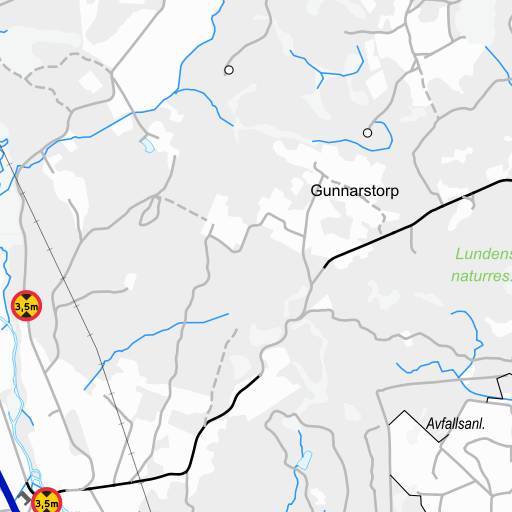 Gunnarstorp
Lundens
naturres.
3,5m
Avfallsanl.
3,5m